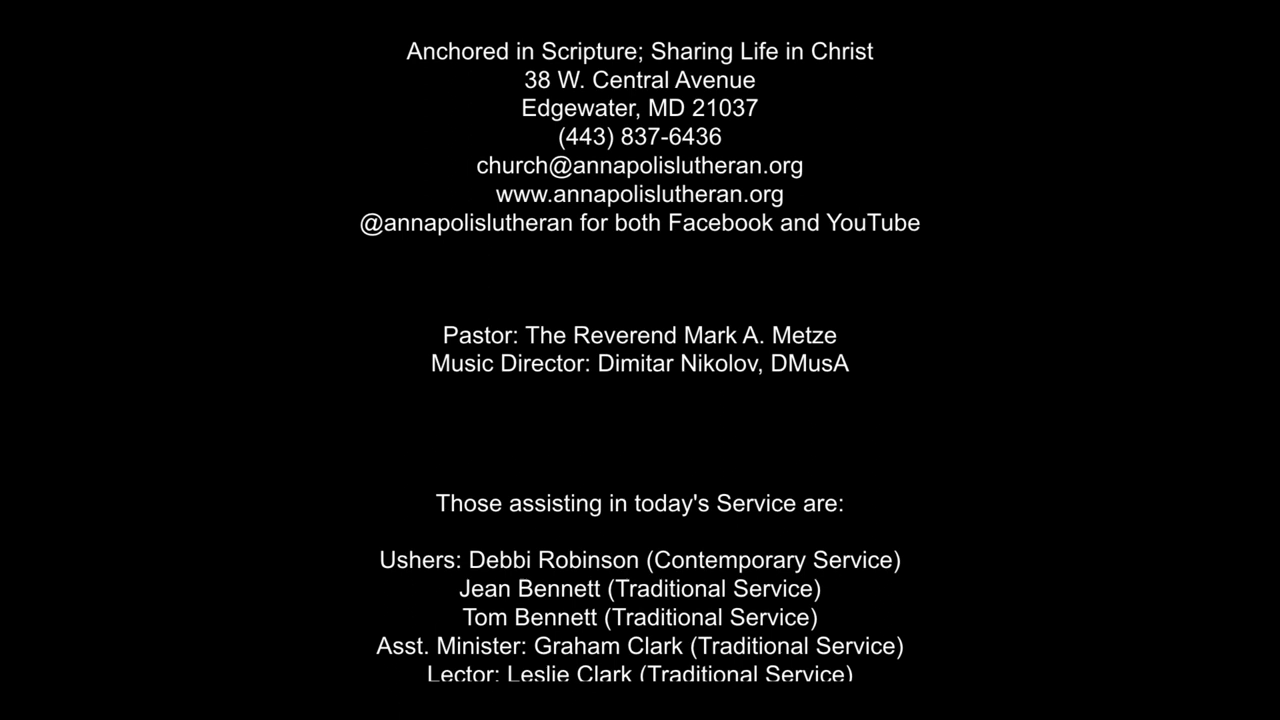 Anchored in Scripture; Sharing Life in Christ
38 W. Central Avenue
Edgewater, MD 21037
(443) 837-6436
church@annapolislutheran.org
www.annapolislutheran.org
@annapolislutheran for both Facebook and YouTube
Pastor: The Reverend Mark A. Metze
Music Director: Dimitar Nikolov, DMusA
Those assisting in today's Service are:
Ushers: Debbi Robinson (Contemporary Service)
Jean Bennett (Traditional Service)
Tom Bennett (Traditional Service)
Asst. Minister: Graham Clark (Traditional Service)
Lector: Leslie Clark (Traditional Service)